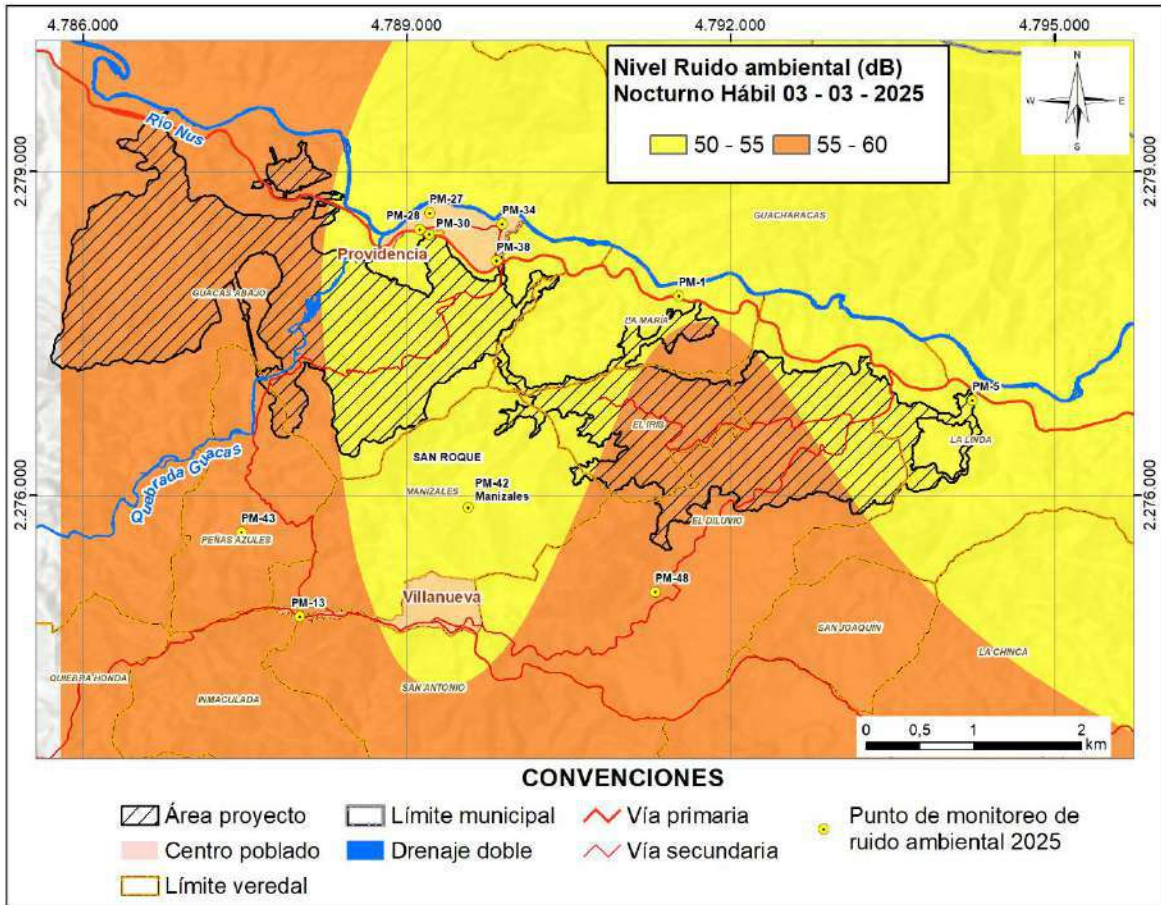 4.786.000 4.789.000 4.792.000 4.795.000
Nivel Ruido ambiental (dB)
Nocturno Hábil 03 - 03 - 2025
50 - 55 55 - 60
N
W E
S
2.279.000 2.279.000
Río Nus
PM-27
PM-28
PM-30
PM-34
GUACHARACAS
Providencia
PM-38
GUACAS ABAJO
PM-1
LA MARÍA
PM-5
EL IRIS
LA LINDA
SAN ROQUE
Quebrada Guacas
PM-42
MANIZALES
Manizales
2.276.000 2.276.000
PM-43
PEÑAS AZULES
EL DILUVIO
PM-48
PM-13
Villanueva
SAN JOAQUÍN
LA CHINCA
QUIEBRA HONDA
INMACULADA
SAN ANTONIO
0 0,5 1 2
km
CONVENCIONES
Área proyecto Límite municipal Vía primaria Punto de monitoreo de
ruido ambiental 2025
Centro poblado Drenaje doble Vía secundaria
Límite veredal